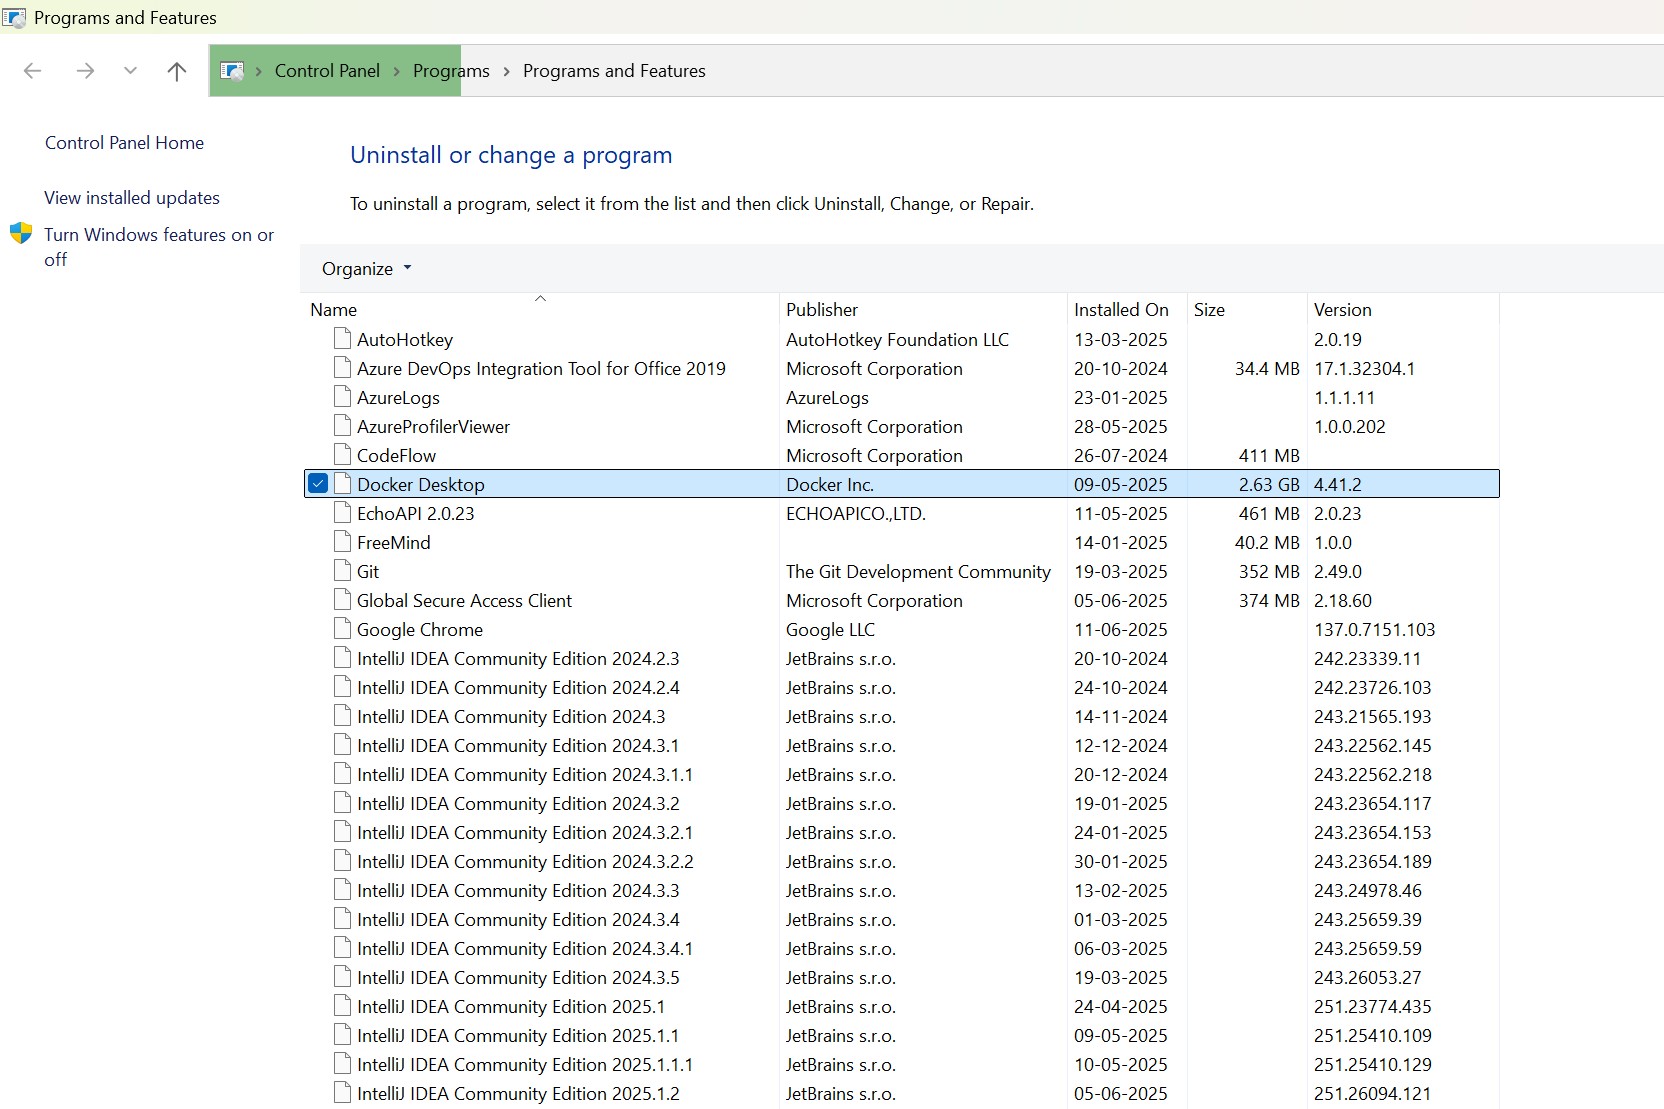 Programs and Features
Control Panel > Programs > Programs and Features
Control Panel Home
View installed updates
Turn Windows features on or
off
Uninstall or change a program
To uninstall a program, select it from the list and then click Uninstall, Change, or Repair.
Organize
Name Publisher Installed On Size Version
AutoHotkey AutoHotkey Foundation LLC 13-03-2025 2.0.19
Azure DevOps Integration Tool for Office 2019 Microsoft Corporation 20-10-2024 34.4 MB 17.1.32304.1
AzureLogs AzureLogs 23-01-2025 1.1.1.11
AzureProfilerViewer Microsoft Corporation 28-05-2025 1.0.0.202
CodeFlow Microsoft Corporation 26-07-2024 411 MB
Docker Desktop Docker Inc. 09-05-2025 2.63 GB 4.41.2
EchoAPI 2.0.23 ECHOAPICO.,LTD. 11-05-2025 461 MB 2.0.23
FreeMind 14-01-2025 40.2 MB 1.0.0
Git The Git Development Community 19-03-2025 352 MB 2.49.0
Global Secure Access Client Microsoft Corporation 05-06-2025 374 MB 2.18.60
Google Chrome Google LLC 11-06-2025 137.0.7151.103
IntelliJ IDEA Community Edition 2024.2.3 JetBrains s.r.o. 20-10-2024 242.23339.11
IntelliJ IDEA Community Edition 2024.2.4 JetBrains s.r.o. 24-10-2024 242.23726.103
IntelliJ IDEA Community Edition 2024.3 JetBrains s.r.o. 14-11-2024 243.21565.193
IntelliJ IDEA Community Edition 2024.3.1 JetBrains s.r.o. 12-12-2024 243.22562.145
IntelliJ IDEA Community Edition 2024.3.1.1 JetBrains s.r.o. 20-12-2024 243.22562.218
IntelliJ IDEA Community Edition 2024.3.2 JetBrains s.r.o. 19-01-2025 243.23654.117
IntelliJ IDEA Community Edition 2024.3.2.1 JetBrains s.r.o. 24-01-2025 243.23654.153
IntelliJ IDEA Community Edition 2024.3.2.2 JetBrains s.r.o. 30-01-2025 243.23654.189
IntelliJ IDEA Community Edition 2024.3.3 JetBrains s.r.o. 13-02-2025 243.24978.46
IntelliJ IDEA Community Edition 2024.3.4 JetBrains s.r.o. 01-03-2025 243.25659.39
IntelliJ IDEA Community Edition 2024.3.4.1 JetBrains s.r.o. 06-03-2025 243.25659.59
IntelliJ IDEA Community Edition 2024.3.5 JetBrains s.r.o. 19-03-2025 243.26053.27
IntelliJ IDEA Community Edition 2025.1 JetBrains s.r.o. 24-04-2025 251.23774.435
IntelliJ IDEA Community Edition 2025.1.1 JetBrains s.r.o. 09-05-2025 251.25410.109
IntelliJ IDEA Community Edition 2025.1.1.1 JetBrains s.r.o. 10-05-2025 251.25410.129
IntelliJ IDEA Community Edition 2025.1.2 JetBrains s.r.o. 05-06-2025 251.26094.121